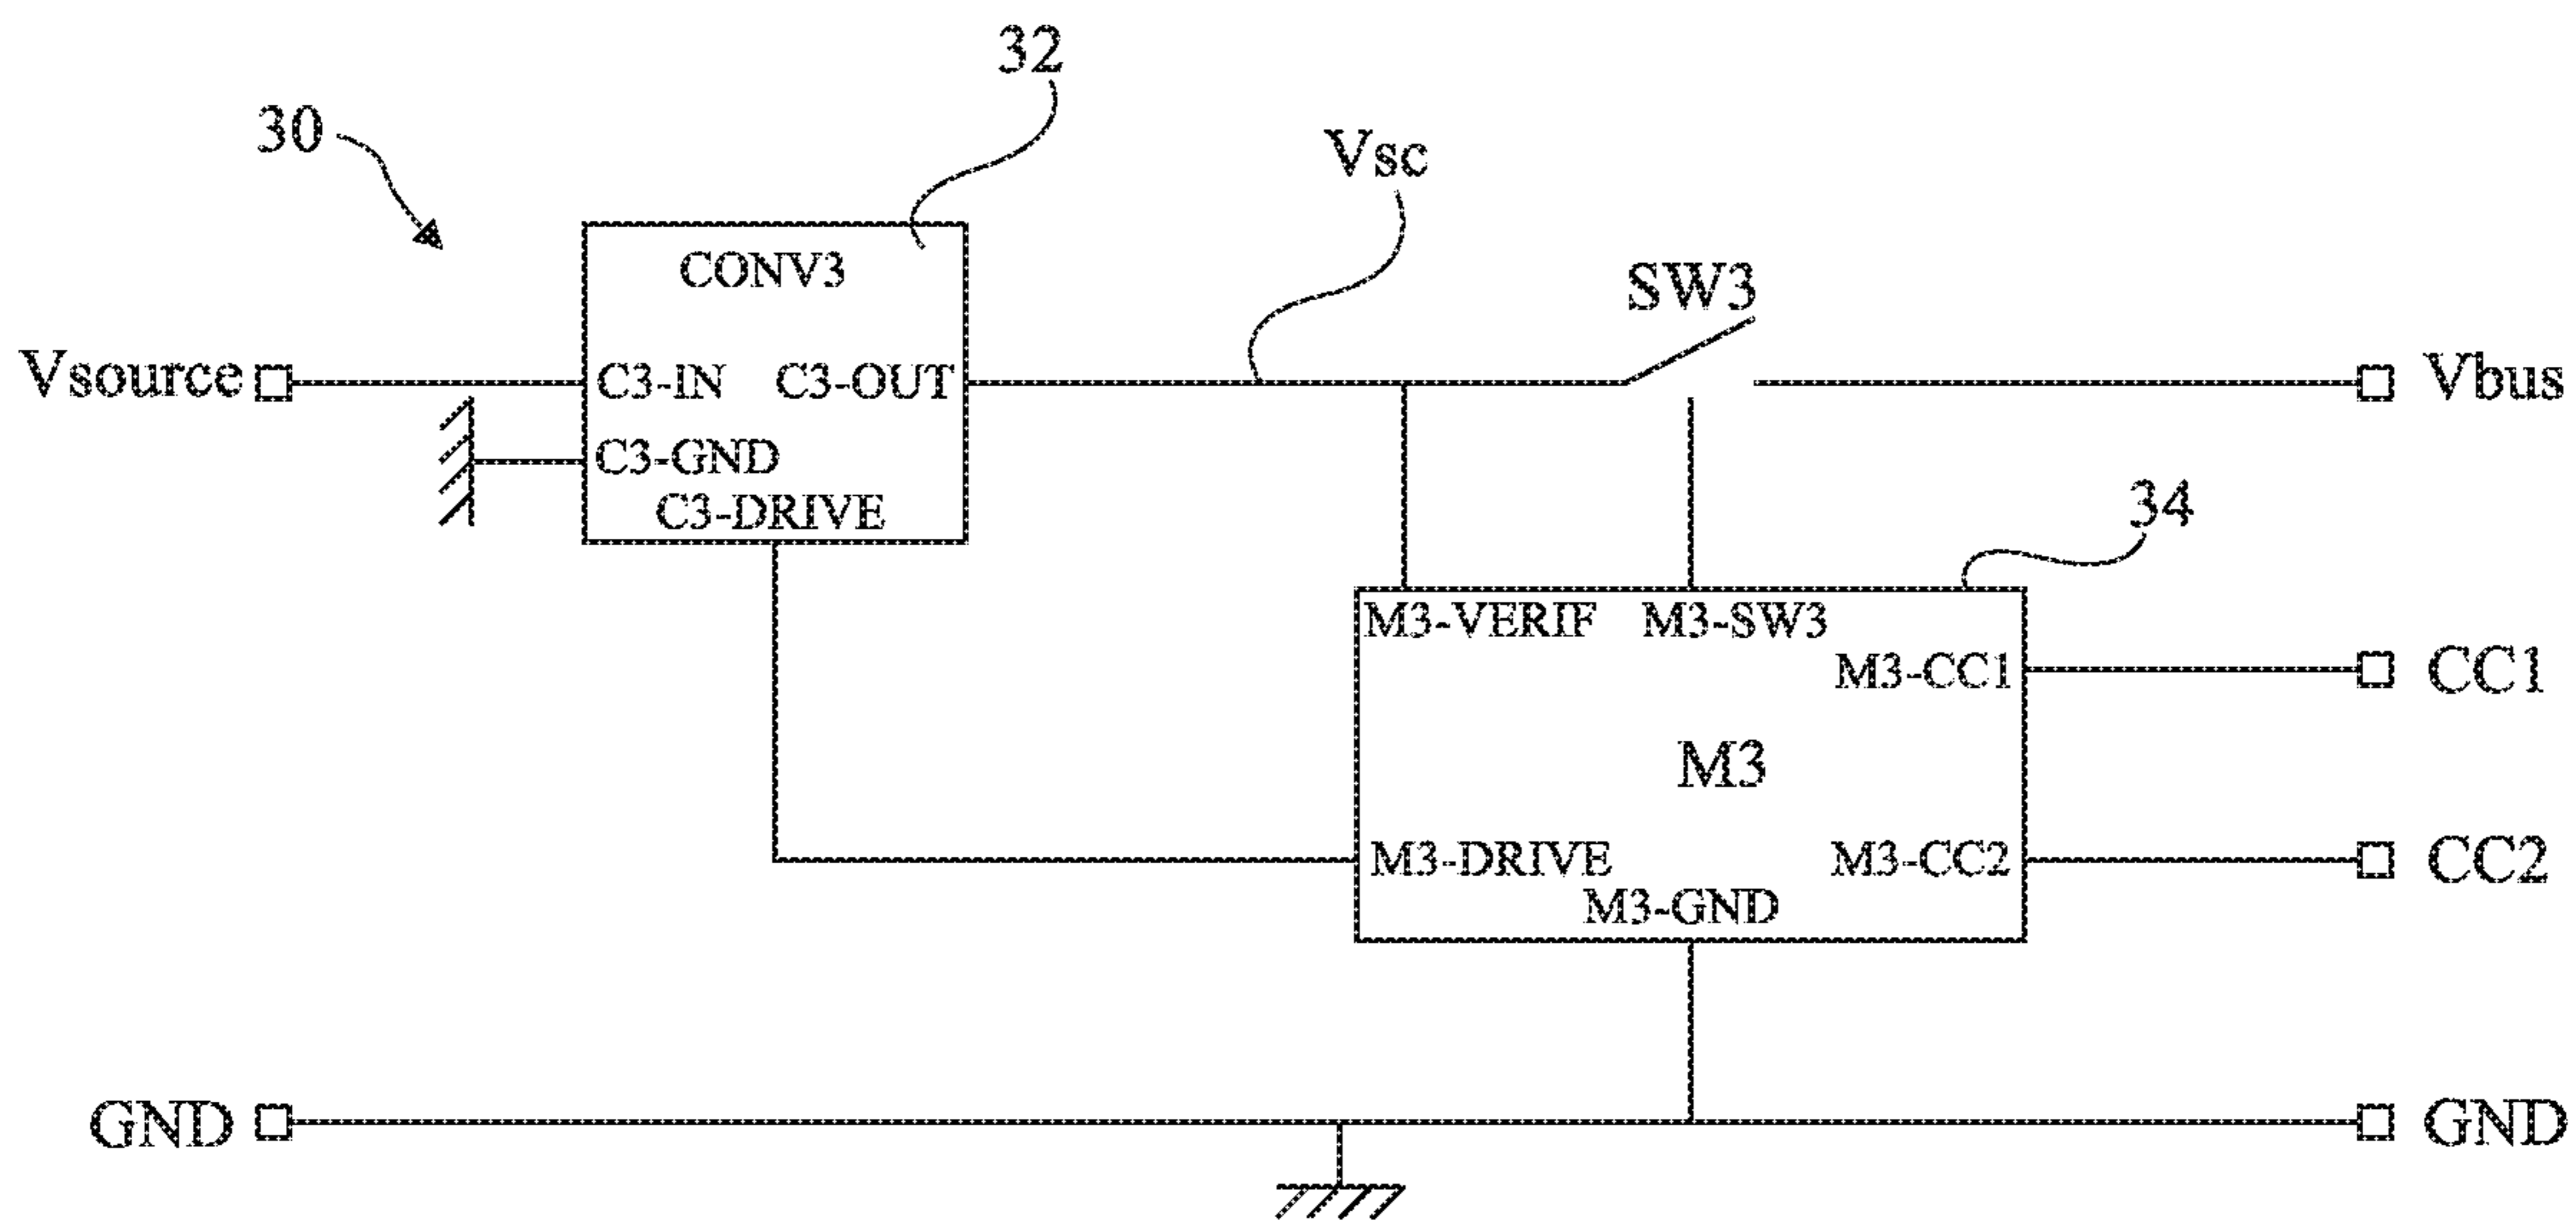 32
30
Vsc
CONV3
SW3
Vsource
C3-IN
C3-OUT
Vbus
C3-GND
C3-DRIVE
34
M3-VERIF
M3-SW3
M3-CC1
CC1
M3
M3-DRIVE
M3-CC2
CC2
M3-GND
GND
GND